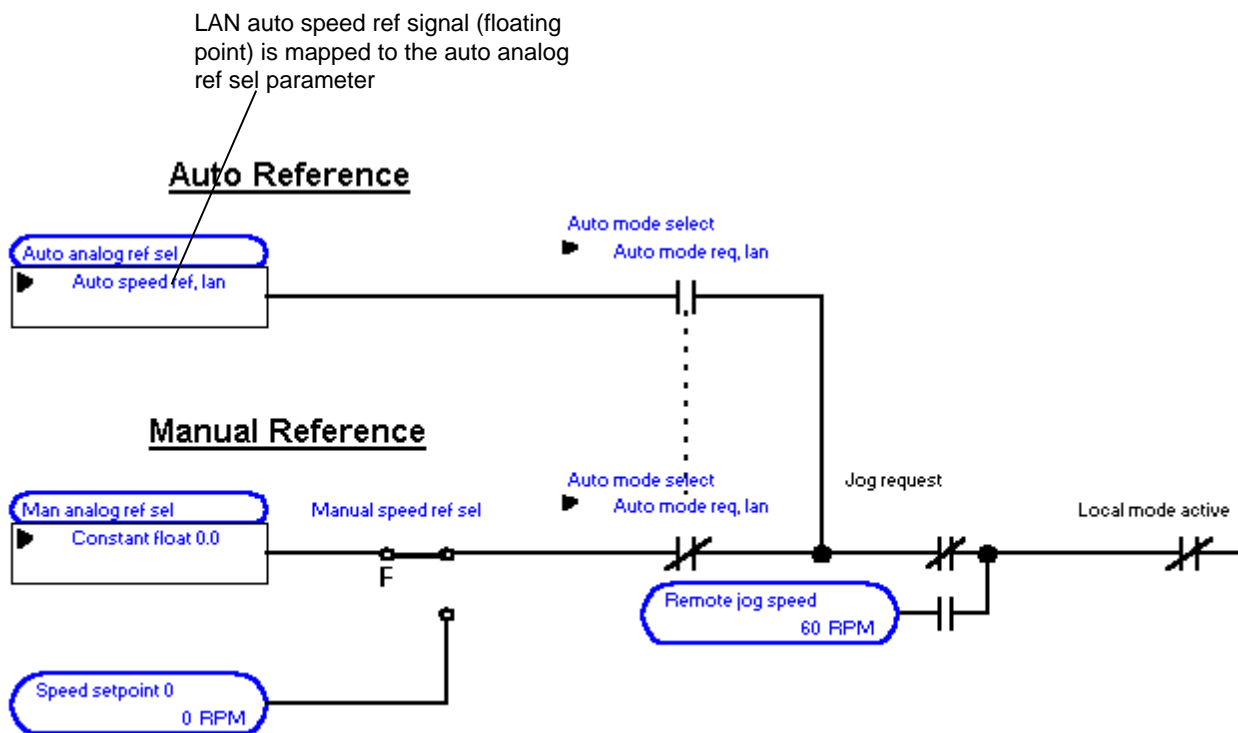 LAN auto speed ref signal (floating
point) is mapped to the auto analog
ref sel parameter
Auto Reference
Auto analog ref sel
Auto speed ref, lan
Auto mode select
Auto mode req, lan
Manual Reference
Man analog ref sel
Constant float 0.0
Manual speed ref sel
F
Auto mode select
Auto mode req, lan
Jog request
Local mode active
Remote jog speed
60 RPM
Speed setpoint 0
0 RPM